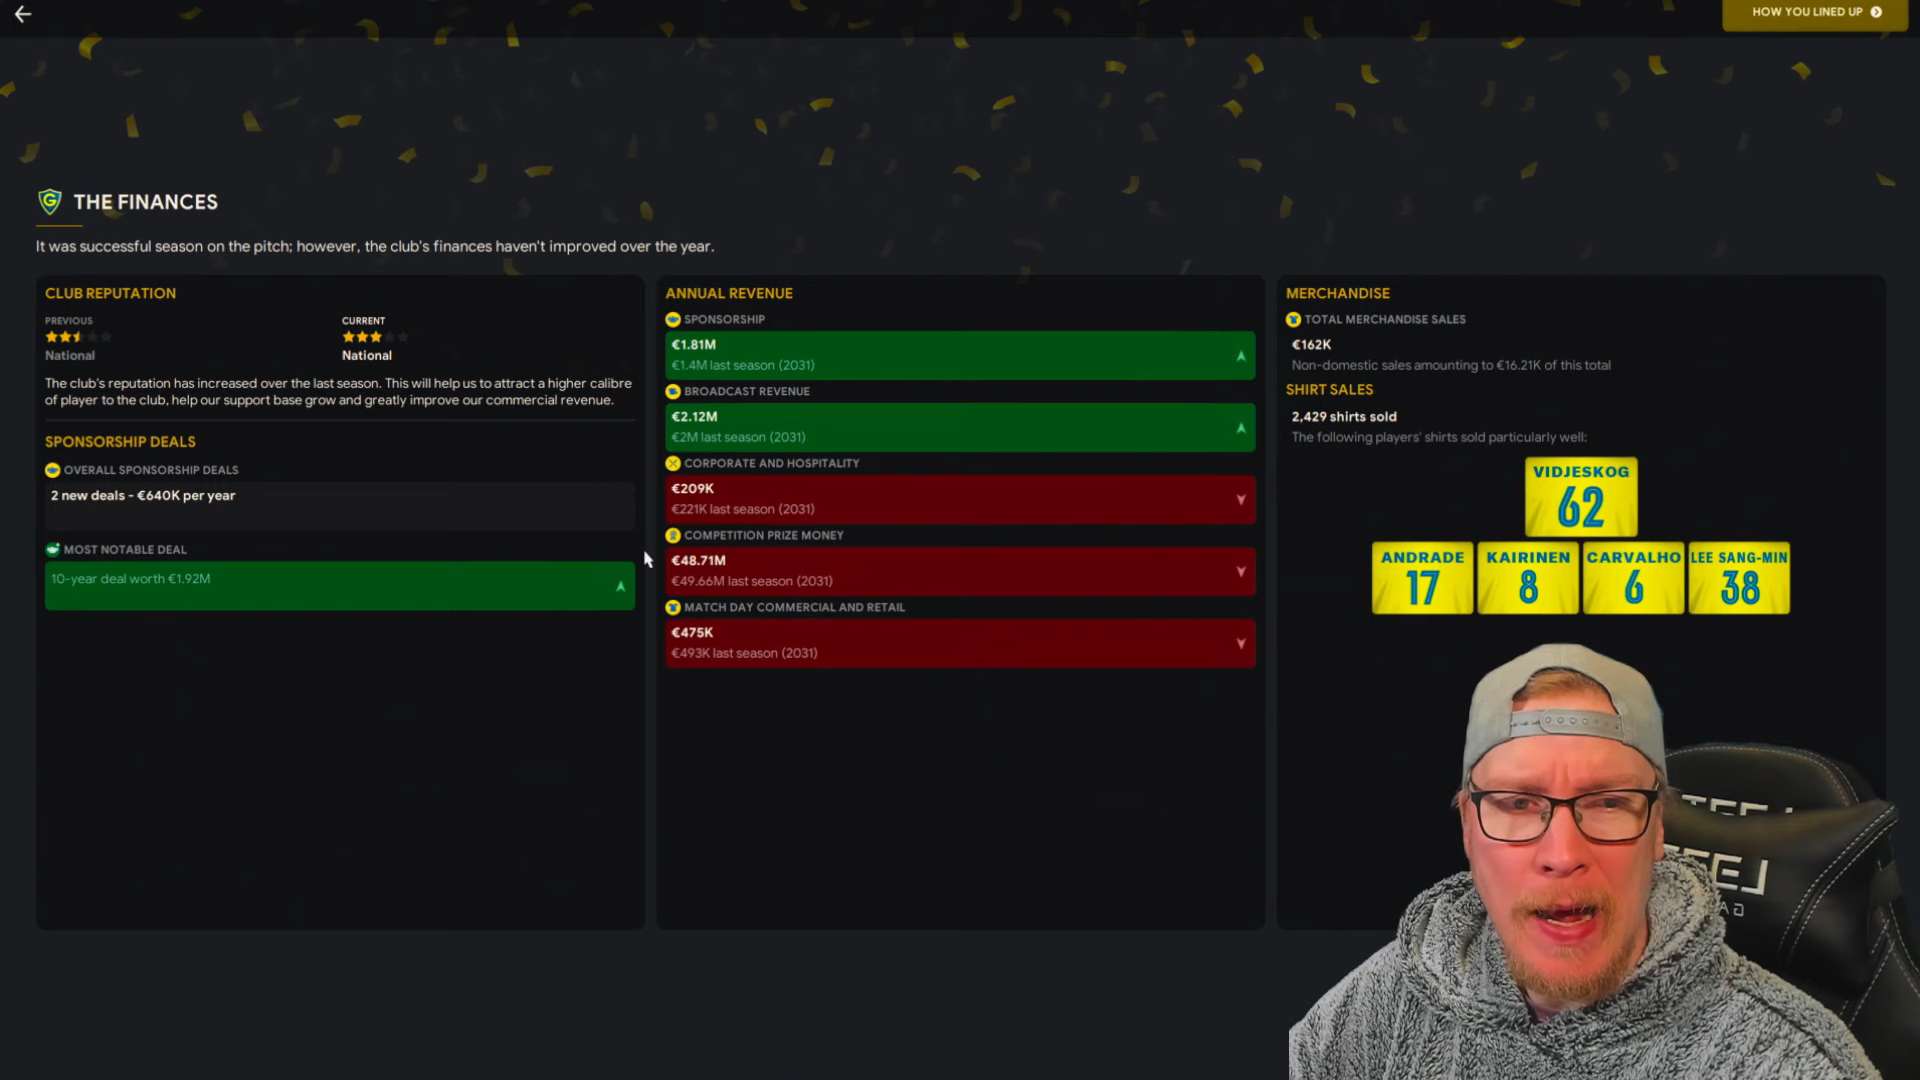 HOW YOU LINED UP
G THE FINANCES
It was successful season on the pitch; however, the club's finances haven't improved over the year.
CLUB REPUTATION
PREVIOUS
National
CURRENT
National
The club's reputation has increased over the last season. This will help us to attract a higher calibre
of player to the club, help our support base grow and greatly improve our commercial revenue.
SPONSORSHIP DEALS
OVERALL SPONSORSHIP DEALS
2 new deals - €640K per year
MOST NOTABLE DEAL
10-year deal worth €1.92M
ANNUAL REVENUE
SPONSORSHIP
€1.81M
€1.4M last season (2031)
BROADCAST REVENUE
€2.12M
€2M last season (2031)
CORPORATE AND HOSPITALITY
€209K
€221K last season (2031)
COMPETITION PRIZE MONEY
€48.71M
€49.66M last season (2031)
MATCH DAY COMMERCIAL AND RETAIL
€475K
€493K last season (2031)
MERCHANDISE
TOTAL MERCHANDISE SALES
€162K
Non-domestic sales amounting to €16.21K of this total
SHIRT SALES
2,429 shirts sold
The following players' shirts sold particularly well:
VIDJESKOG
62
ANDRADE
17
KAIRINEN
8
CARVALHO
6
LEE SANG-MIN
38